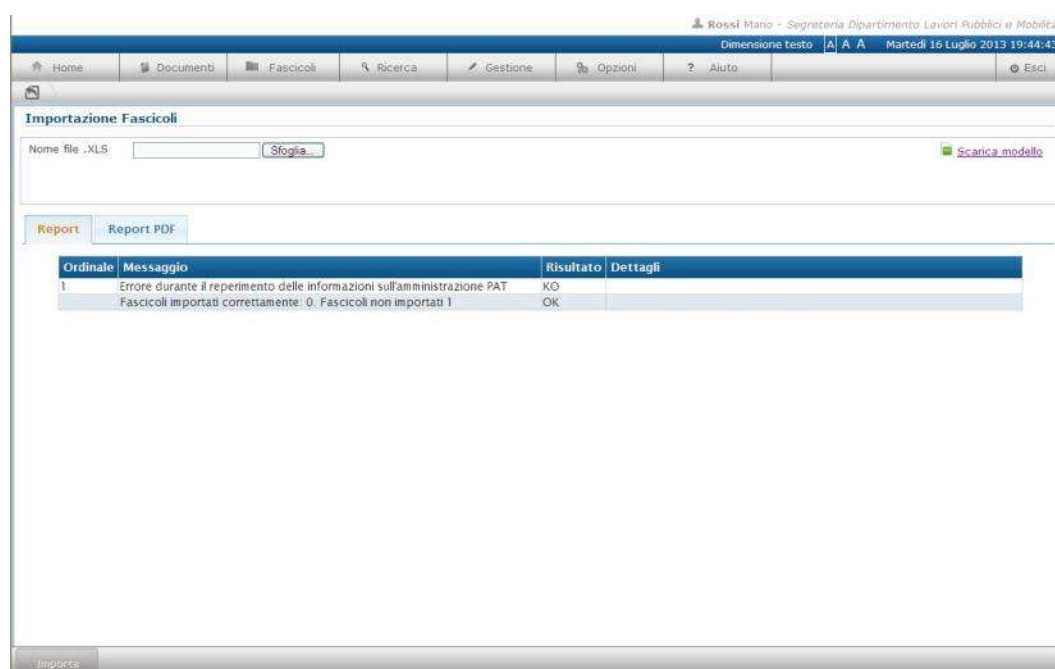 Rossi Mario - Segreteria Dipartimento Lavori Pubblici e Mobilità
Dimensione testo A A A Martedì 16 Luglio 2013 19:44:43
Home Documenti Fascicoli Ricerca Gestione Opzioni ? Aiuto Esci
Importazione Fascicoli
Nome file .XLS Sfoglia... Scarica modello
Report Report PDF
Ordinale Messaggio Risultato Dettagli
1 Errore durante il reperimento delle informazioni sull'amministrazione PAT KO
Fascicoli importati correttamente: 0. Fascicoli non importati 1 OK
Importa